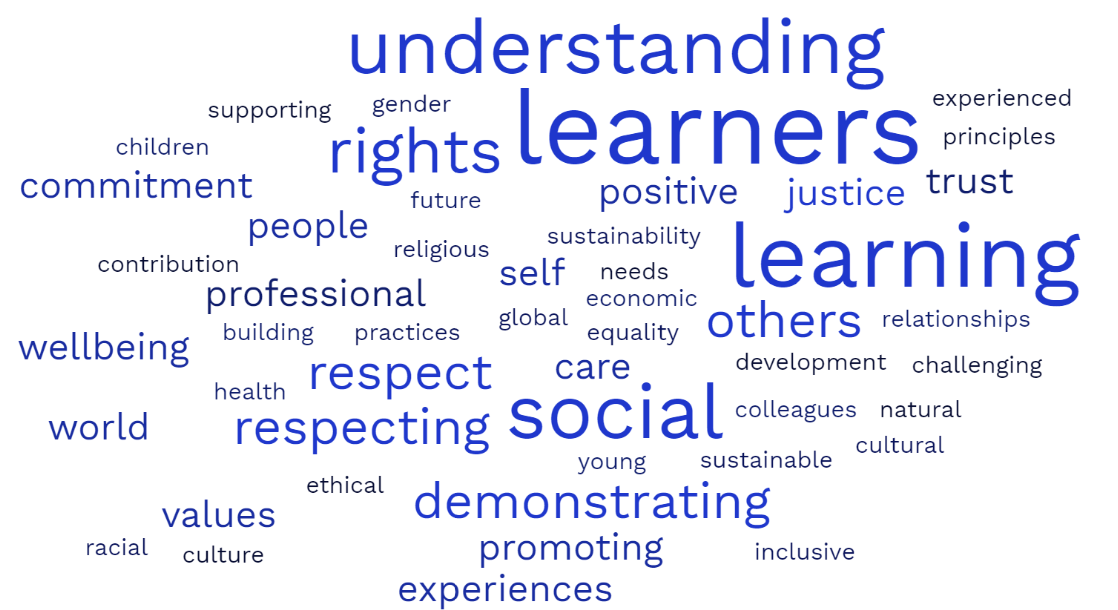 understanding
supporting gender learners experienced
children rights principles
commitment future positive justice trust
people religious sustainability learning
contribution self needs
professional economic
building practices global equality others relationships
wellbeing respect care development challenging
health
world respecting social colleagues natural
young sustainable cultural
ethical demonstrating
values
racial culture promoting inclusive
experiences